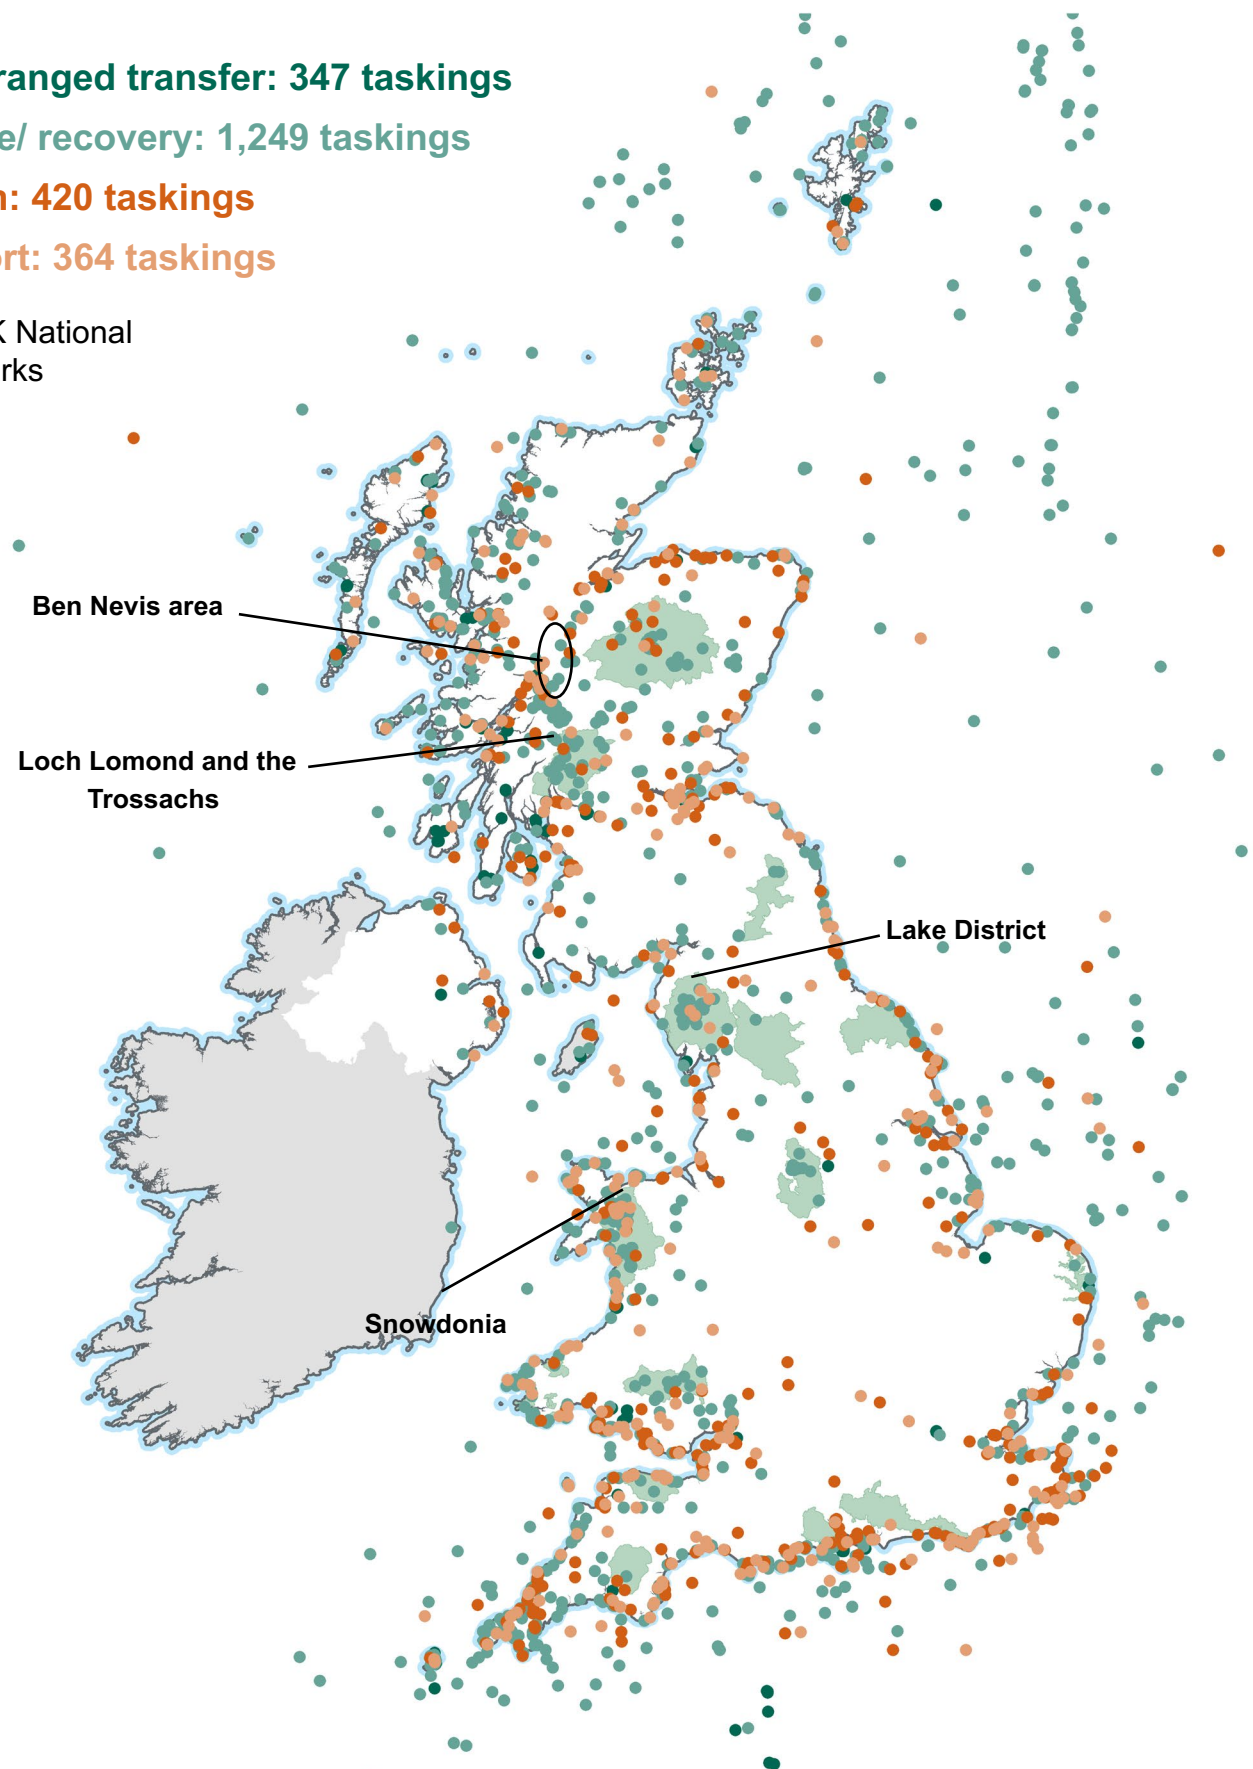 ranged transfer: 347 taskings
e/ recovery: 1,249 taskings
n: 420 taskings
ort: 364 taskings
K National
rks
Ben Nevis area
Loch Lomond and the
Trossachs
Lake District
Snowdonia